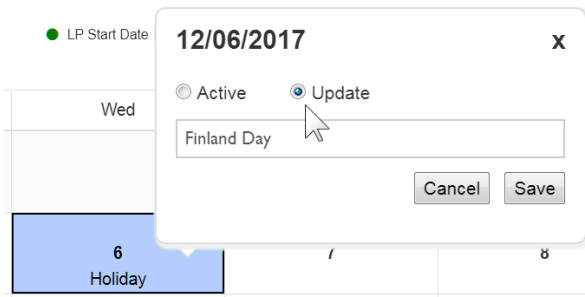 LP Start Date
12/06/2017
X
Active
Update
Wed
Finland Day
Cancel
Save
6
7
8
Holiday